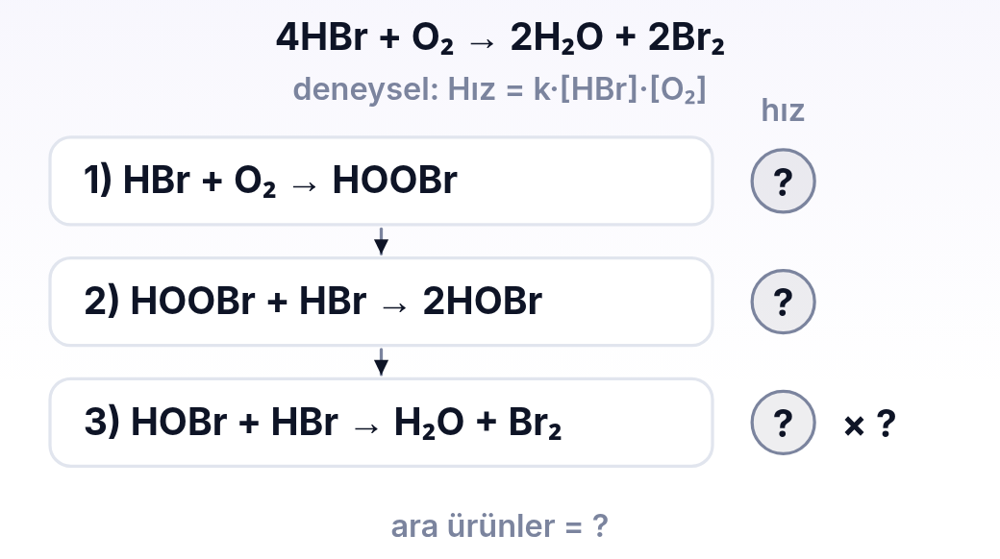 4HBr + O₂ → 2H₂O + 2Br₂
deneysel: Hız = k·[HBr]·[O₂]
hız
1) HBr + O₂ → HOOBr
?
2) HOOBr + HBr → 2HOBr
?
3) HOBr + HBr → H₂O + Br₂
? × ?
ara ürünler = ?